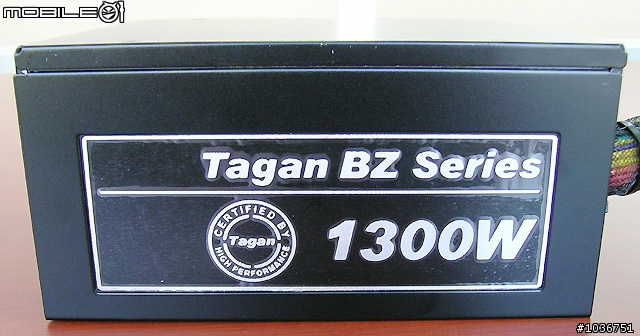 MOBILE01
Tagan BZ Series
CERTIFIED BY
Tagan
HIGH PERFORMANCE
1300W
#1036751